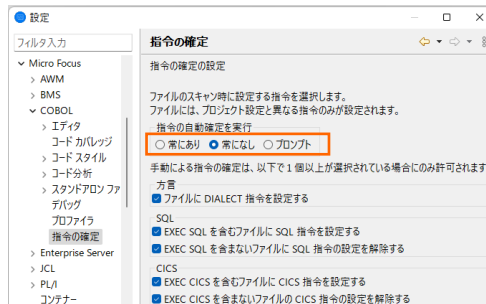 設定
フィルタ入力
Micro Focus
AWM
BMS
COBOL
エディタ
コード カバレッジ
コード スタイル
コード分析
スタンドアロン ファ
デバッグ
プロファイラ
指令の確定
Enterprise Server
JCL
PL/I
コンテナー
指令の確定
指令の確定の設定
ファイルのスキャン時に設定する指令を選択します。
ファイルには、プロジェクト設定と異なる指令のみが設定されます。
指令の自動確定を実行
常にあり 常になし プロンプト
手動による指令の確定は、以下で 1 個以上が選択されている場合にのみ許可されます
方言
ファイルに DIALECT 指令を設定する
SQL
EXEC SQL を含むファイルに SQL 指令を設定する
EXEC SQL を含まないファイルに SQL 指令の設定を解除する
CICS
EXEC CICS を含むファイルに CICS 指令を設定する
EXEC CICS を含まないファイルの CICS 指令の設定を解除する